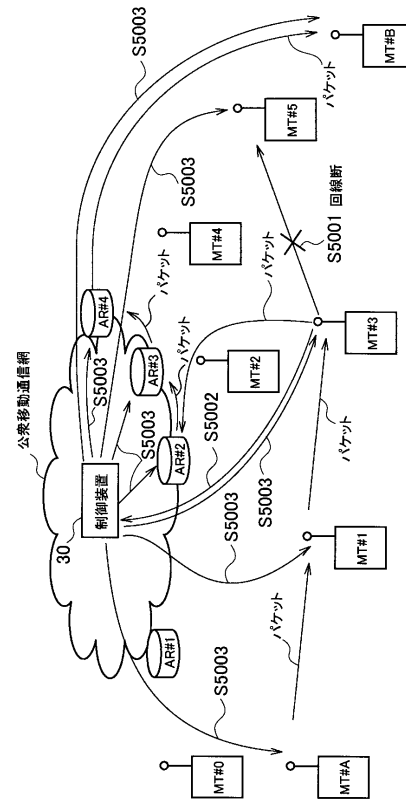 公衆移動通信網
30
制御装置
AR#1
AR#2
AR#3
AR#4
S5003
S5003
S5003
S5003
S5003
S5002
S5003
S5003
S5003
パケット
パケット
パケット
パケット
パケット
パケット
パケット
S5001 回線断
MT#0
MT#A
MT#1
MT#2
MT#3
MT#4
MT#5
MT#B